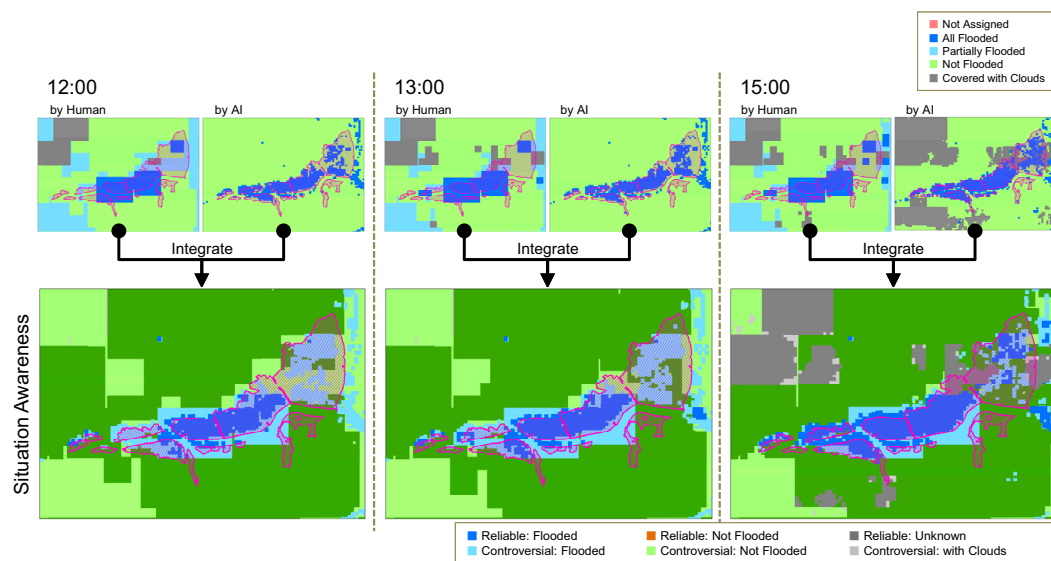 Not Assigned
All Flooded
Partially Flooded
Not Flooded
Covered with Clouds
12:00
by Human
by AI
13:00
by Human
by AI
15:00
by Human
by AI
Integrate
Integrate
Integrate
Situation Awareness
Reliable: Flooded
Reliable: Not Flooded
Reliable: Unknown
Controversial: Flooded
Controversial: Not Flooded
Controversial: with Clouds